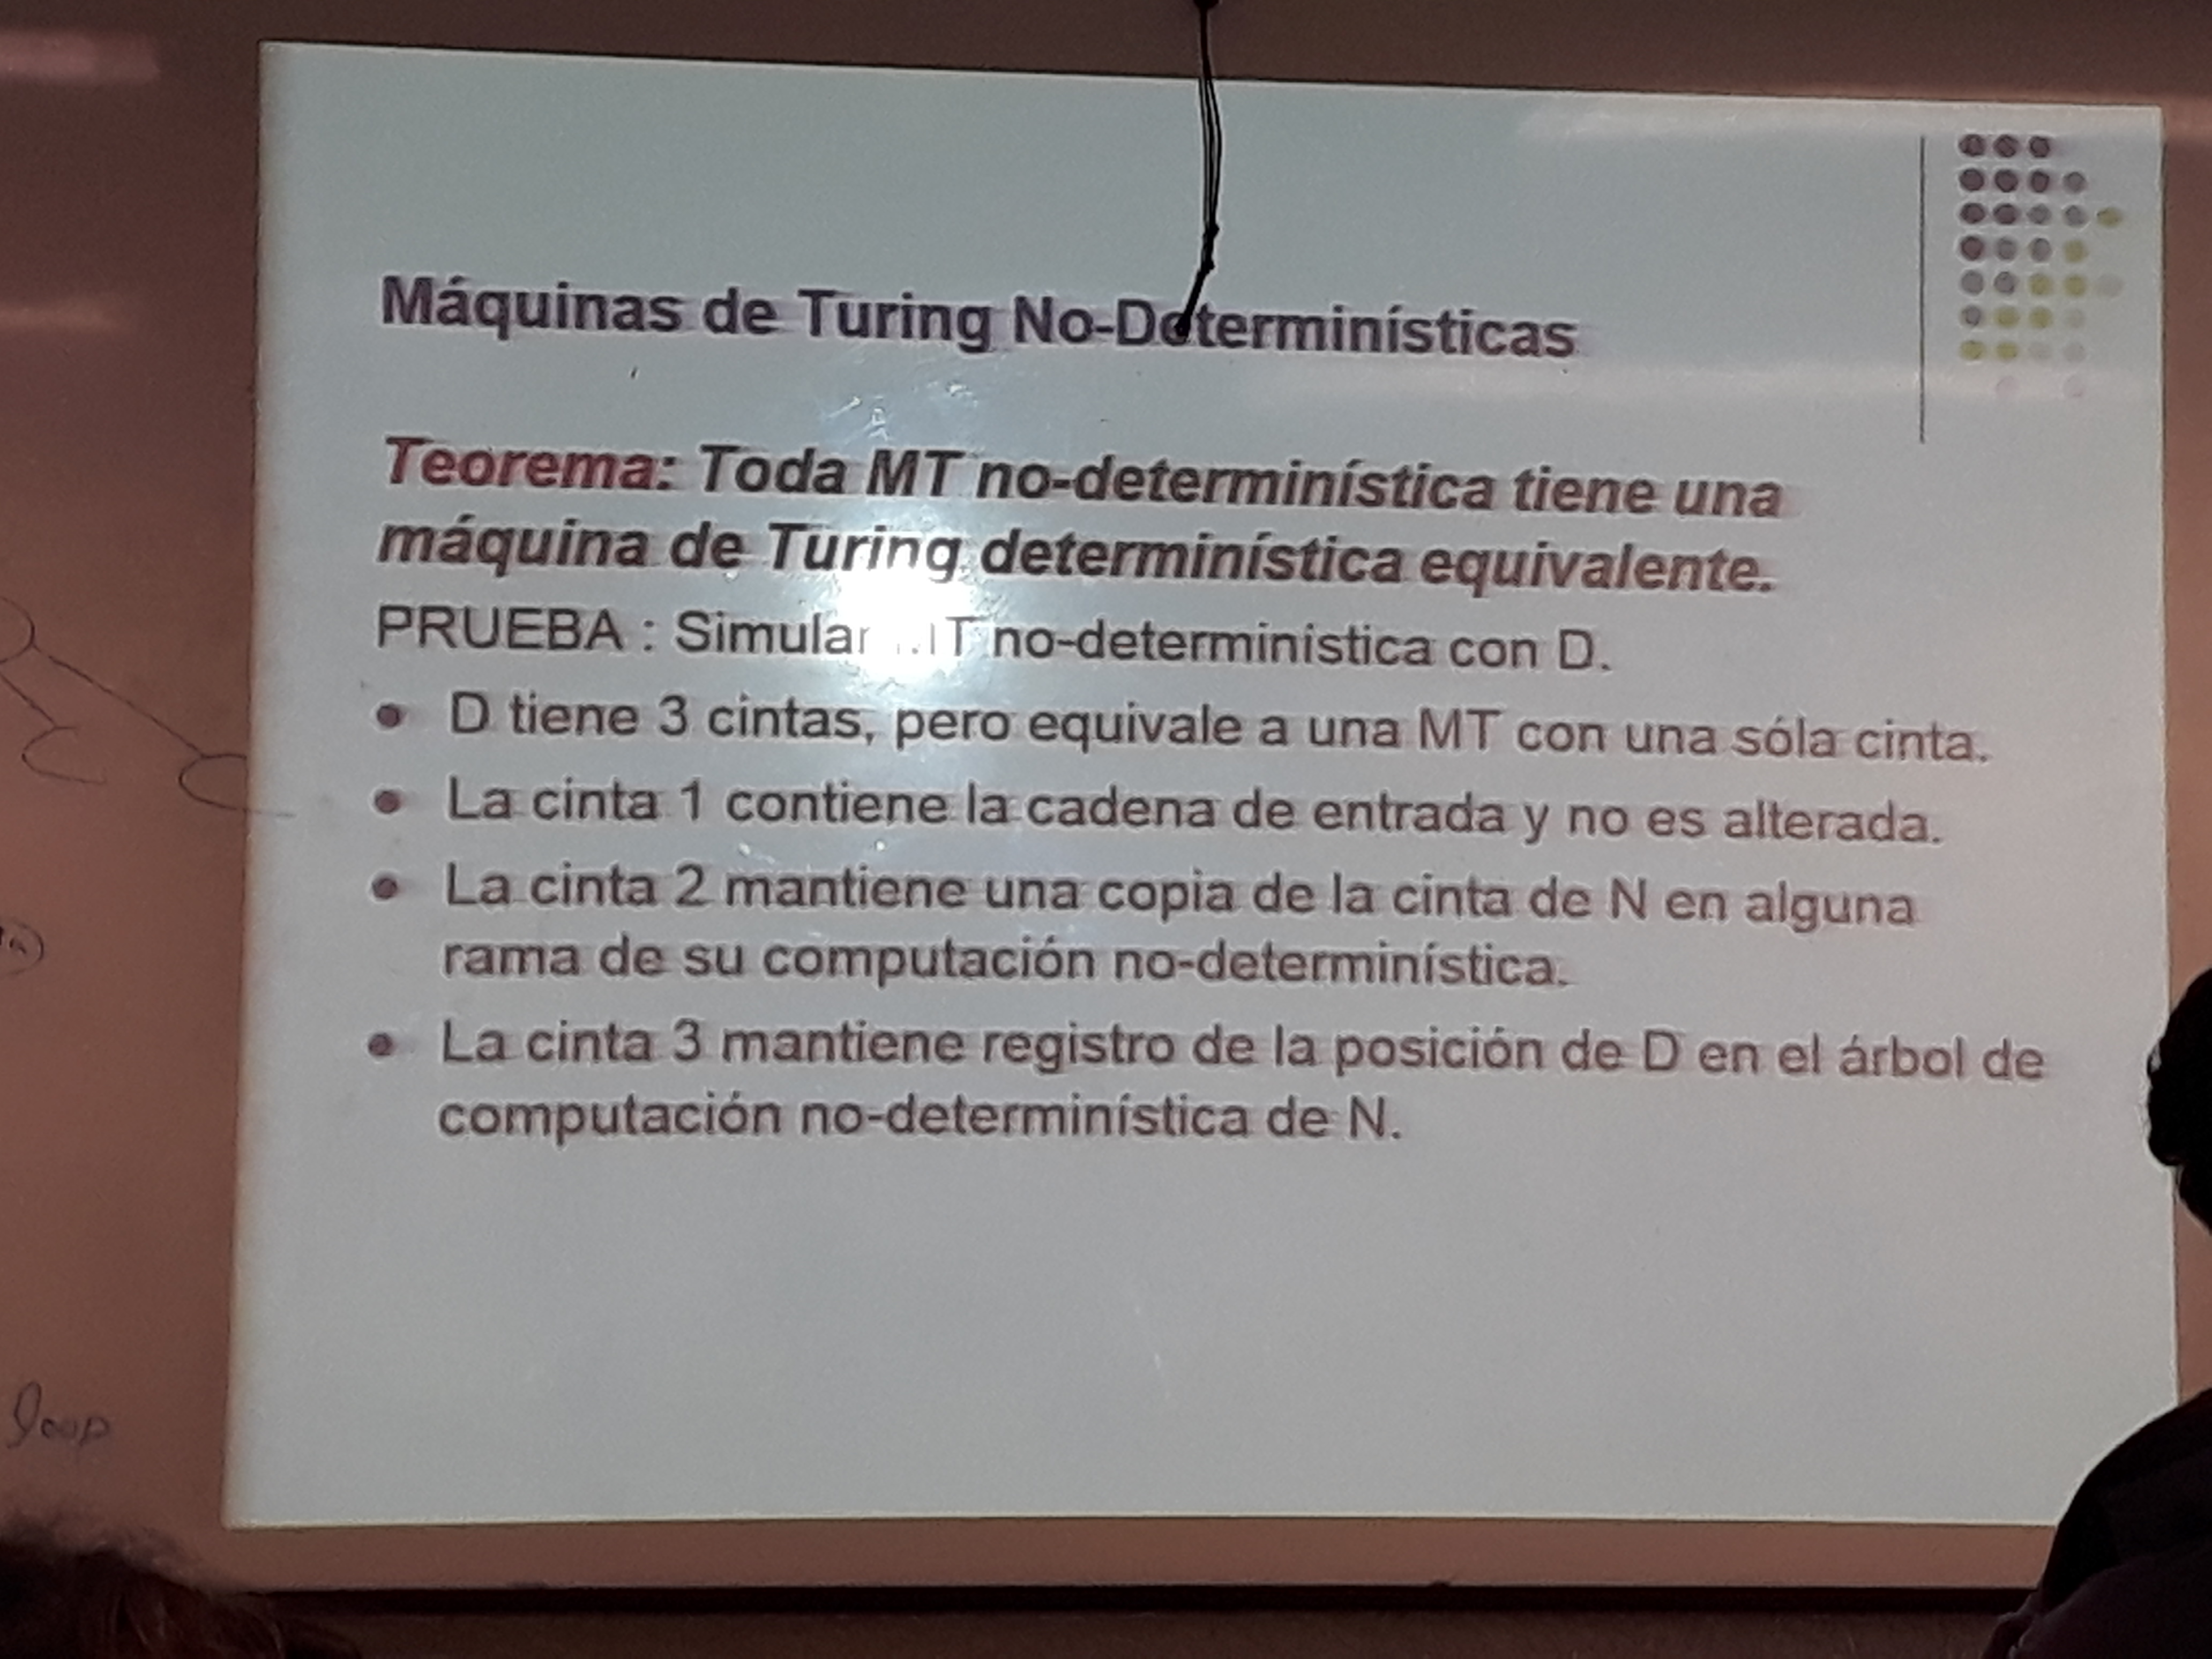 Máquinas de Turing No-Determinísticas
Teorema: Toda MT no-determinística tiene una
máquina de Turing determinística equivalente.
PRUEBA : Simular MT no-deterministica con D.
• D tiene 3 cintas, pero equivale a una MT con una sóla cinta.
• La cinta 1 contiene la cadena de entrada y no es alterada.
• La cinta 2 mantiene una copia de la cinta de N en alguna
rama de su computación no-determinística.
• La cinta 3 mantiene registro de la posición de D en el árbol de
computación no-determinística de N.
loop